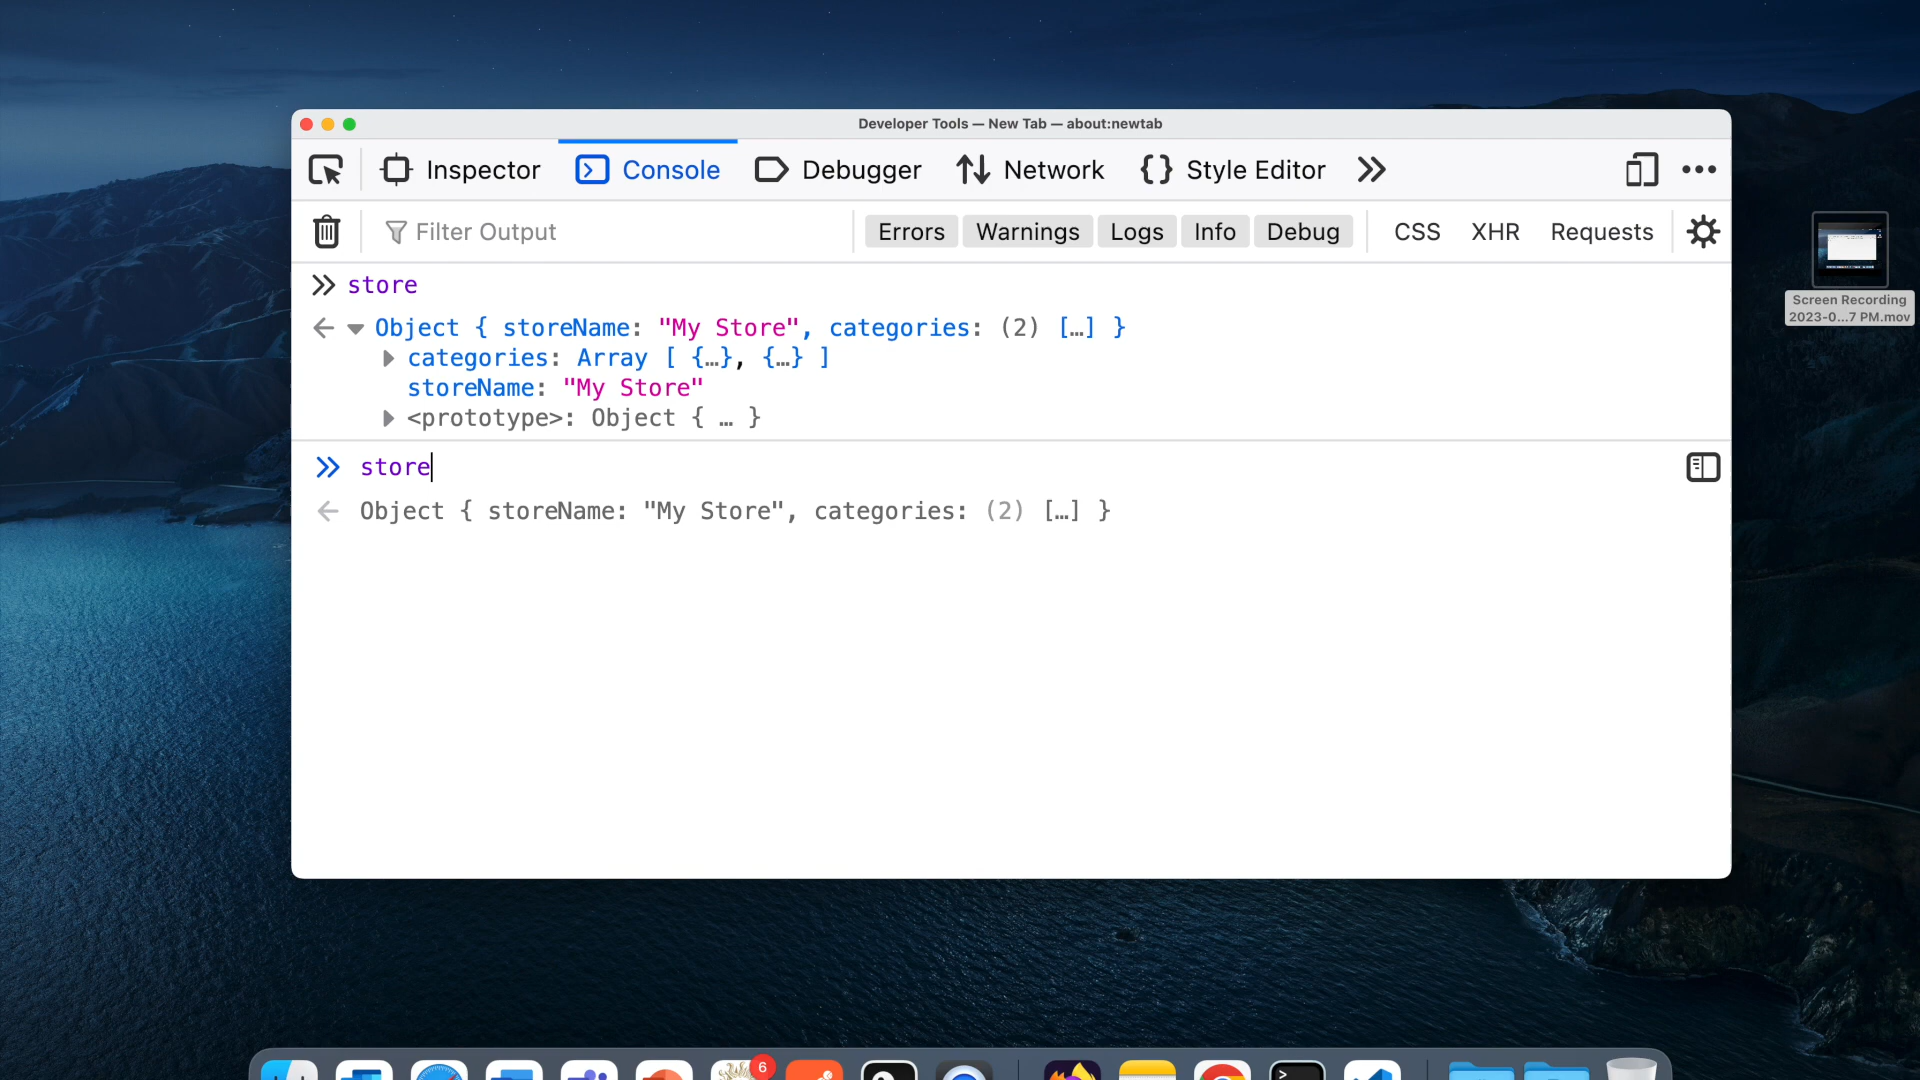 Developer Tools — New Tab — about:newtab
Inspector Console Debugger Network Style Editor
Filter Output Errors Warnings Logs Info Debug CSS XHR Requests
store
Object { storeName: "My Store", categories: (2) […] }
categories: Array [ {…}, {…} ]
storeName: "My Store"
<prototype>: Object { … }
store
Object { storeName: "My Store", categories: (2) […] }
Screen Recording
2023-0...7 PM.mov
6